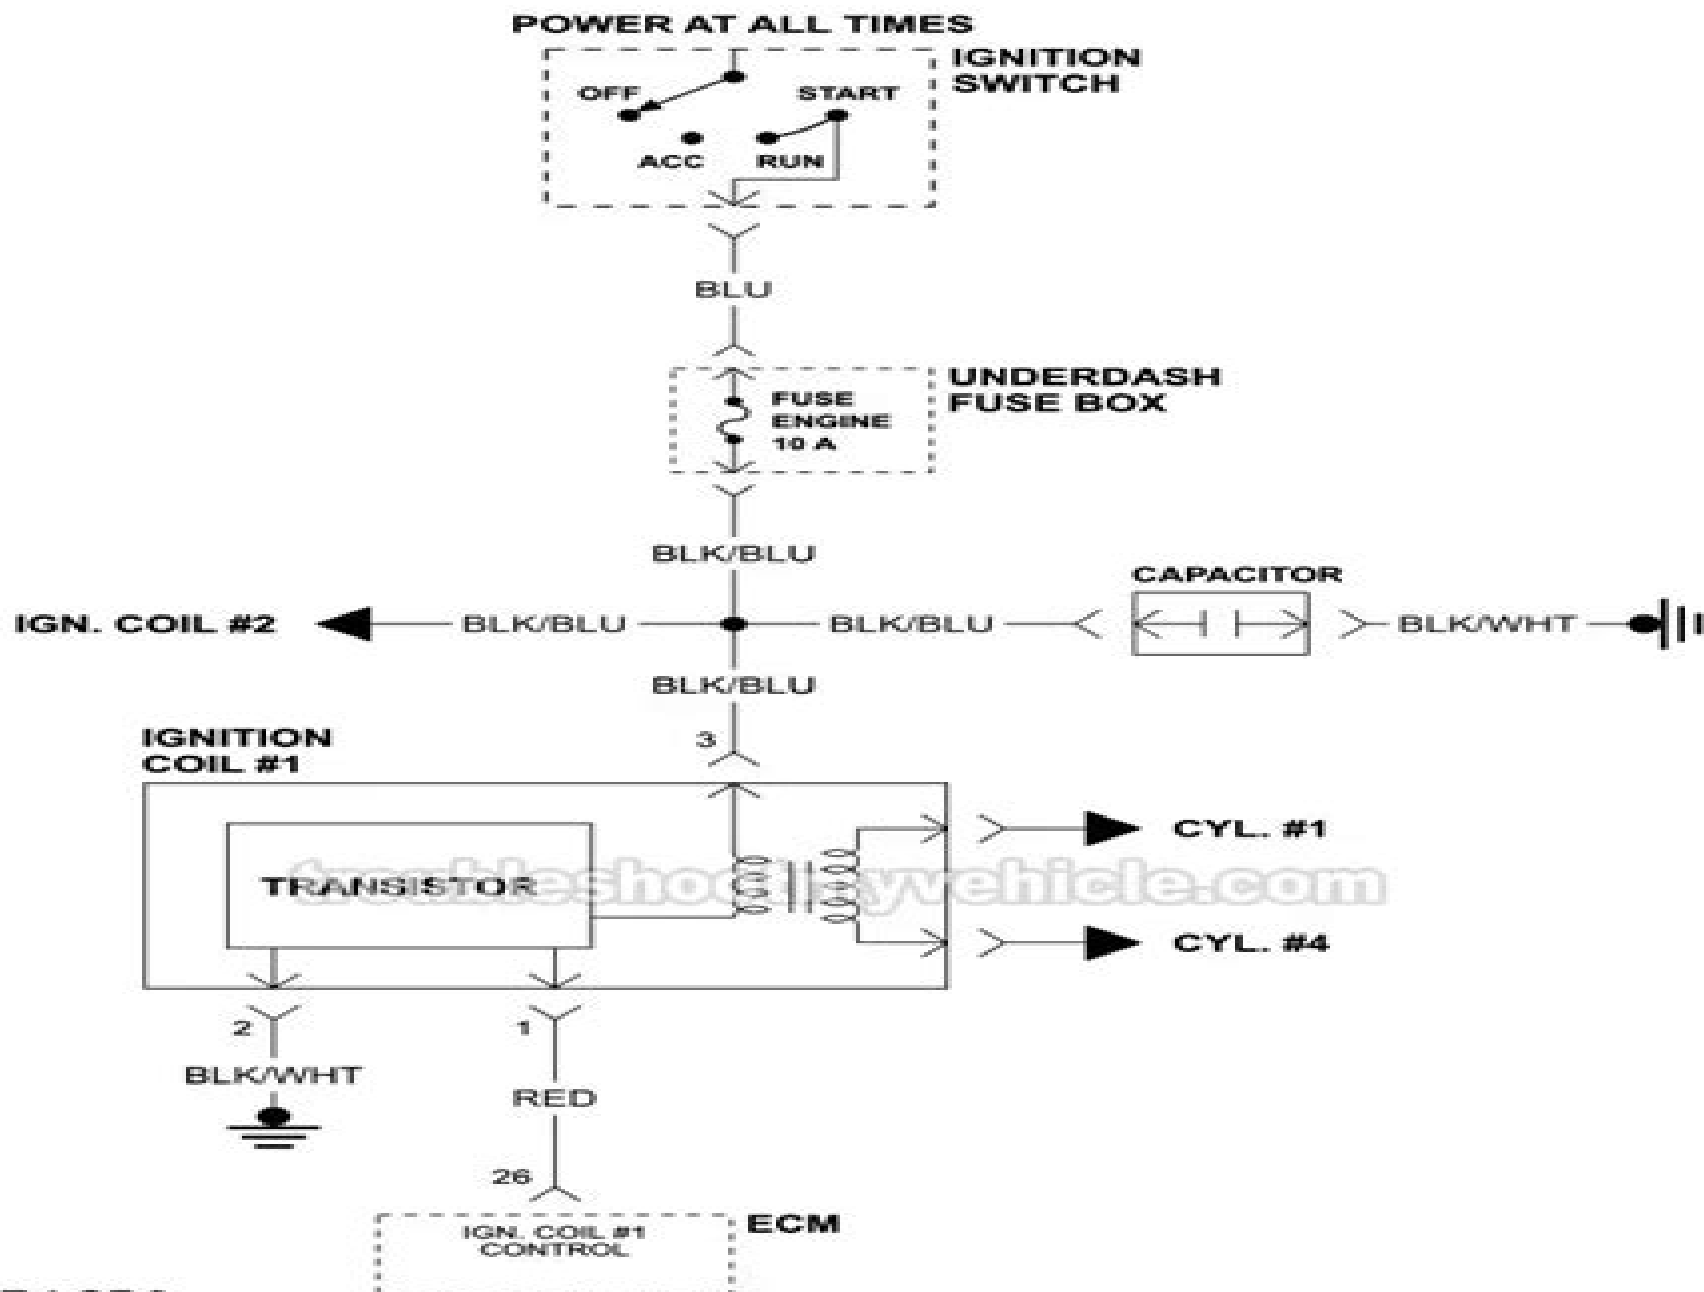 POWER AT ALL TIMES
IGNITION
SWITCH
OFF
START
ACC
RUN
BLU
UNDERDASH
FUSE BOX
FUSE
ENGINE
10 A
BLK/BLU
CAPACITOR
IGN. COIL #2
BLK/BLU
BLK/BLU
BLK/WHT
BLK/BLU
3
IGNITION
COIL #1
CYL. #1
TRANSISTOR
CYL. #4
2
1
BLK/WHT
RED
26
ECM
IGN. COIL #1
CONTROL